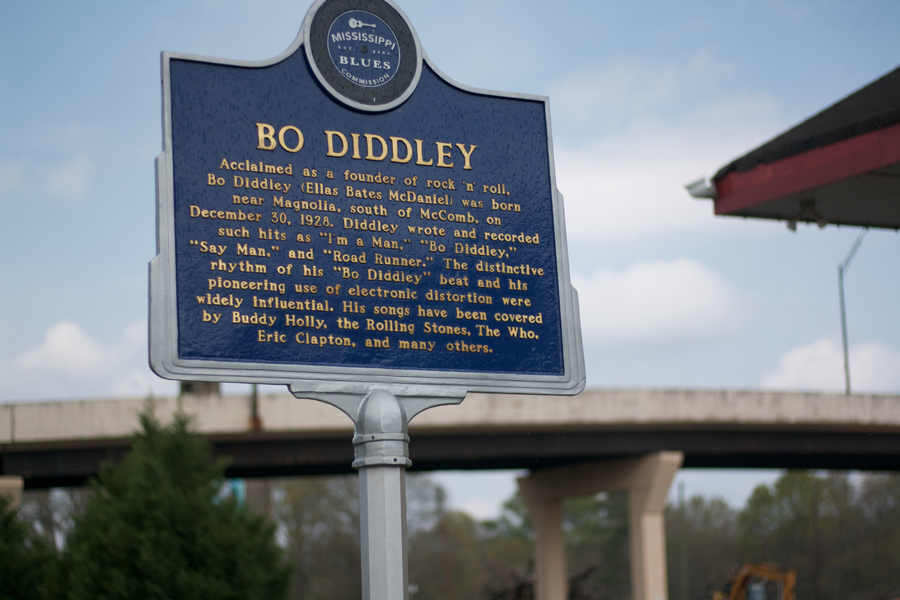 MISSISSIPPI
BLUES
COMMISSION
BO DIDDLEY
Acclaimed as a founder of rock 'n' roll,
Bo Diddley (Ellas Bates McDaniel) was born
near Magnolia, south of McComb, on
December 30, 1928. Diddley wrote and recorded
such hits as "I'm a Man," "Bo Diddley,"
"Say Man," and "Road Runner." The distinctive
rhythm of his "Bo Diddley" beat and his
pioneering use of electronic distortion were
widely influential. His songs have been covered
by Buddy Holly, the Rolling Stones, The Who,
Eric Clapton, and many others.